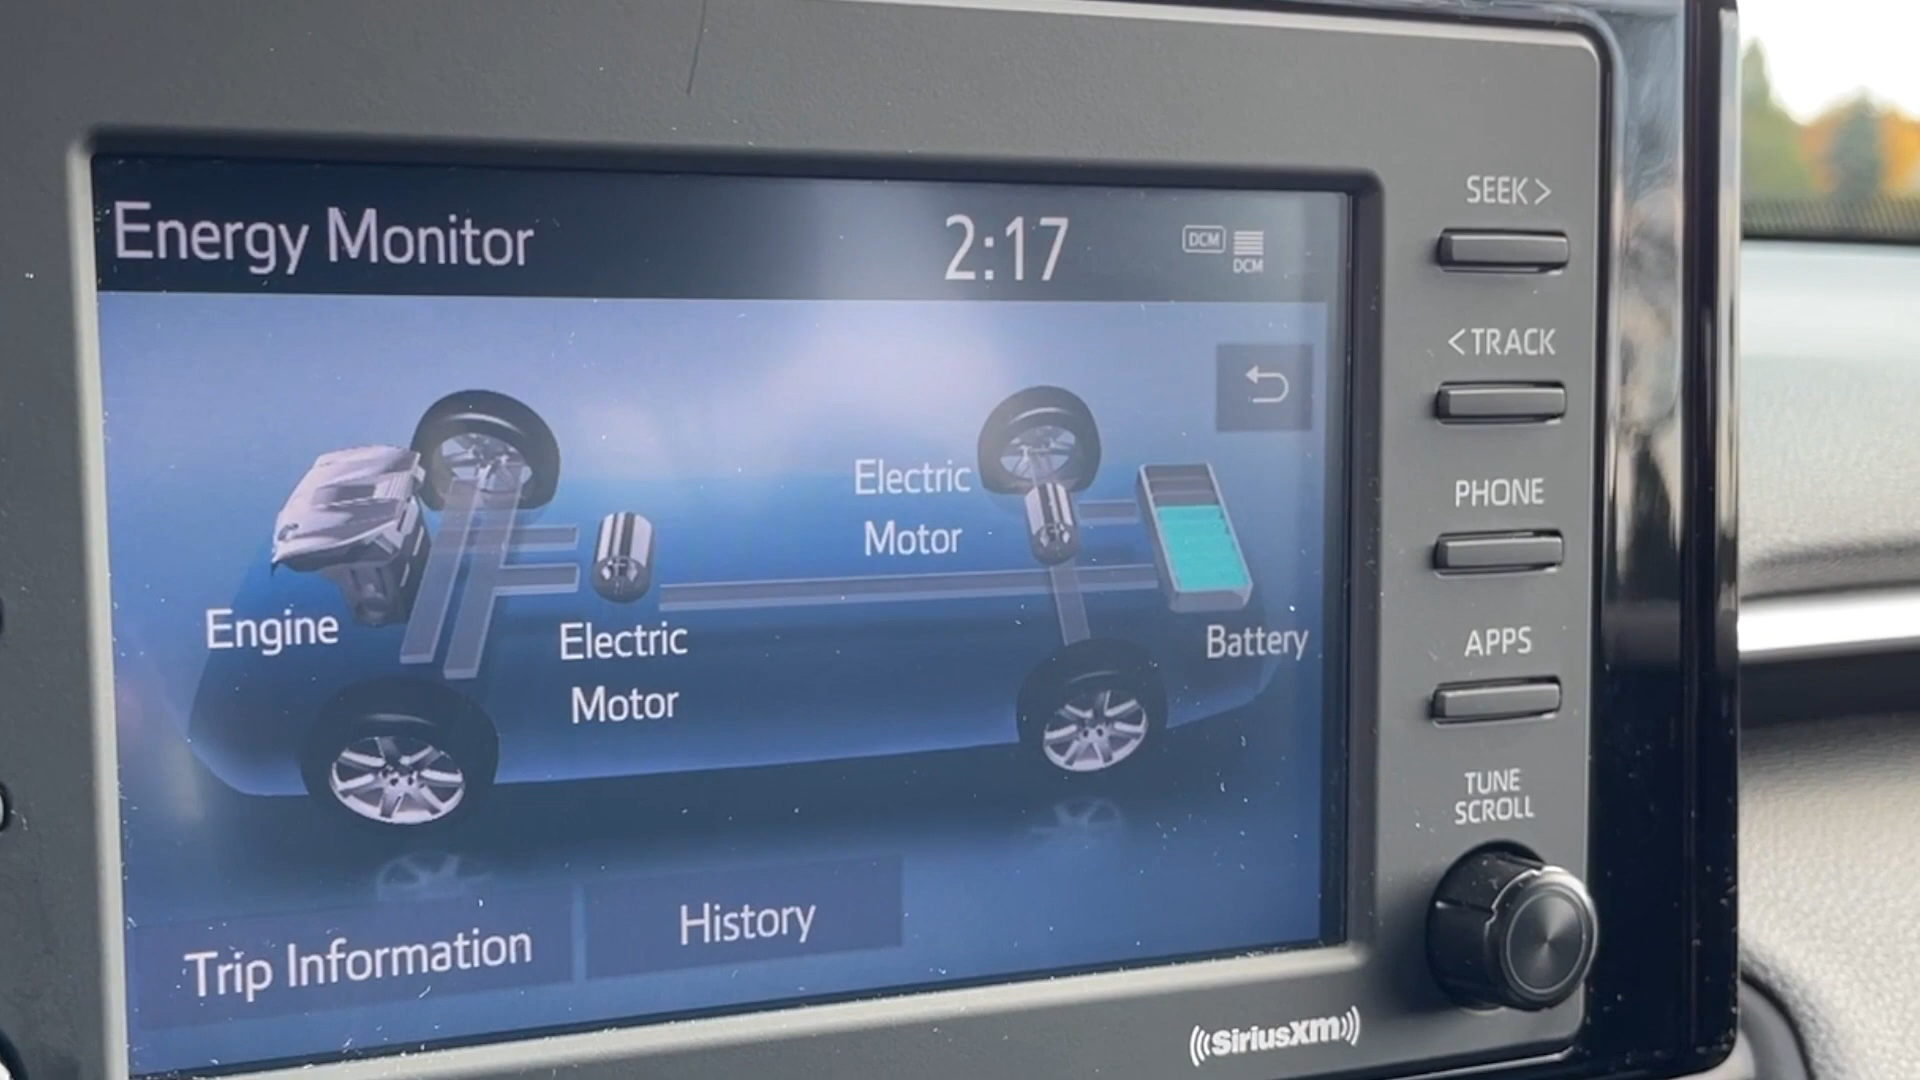 Energy Monitor
2:17
DCM
DCM
Electric
Motor
Engine
Electric
Motor
Battery
Trip Information
History
SEEK >
< TRACK
PHONE
APPS
TUNE
SCROLL
((SiriusXM))